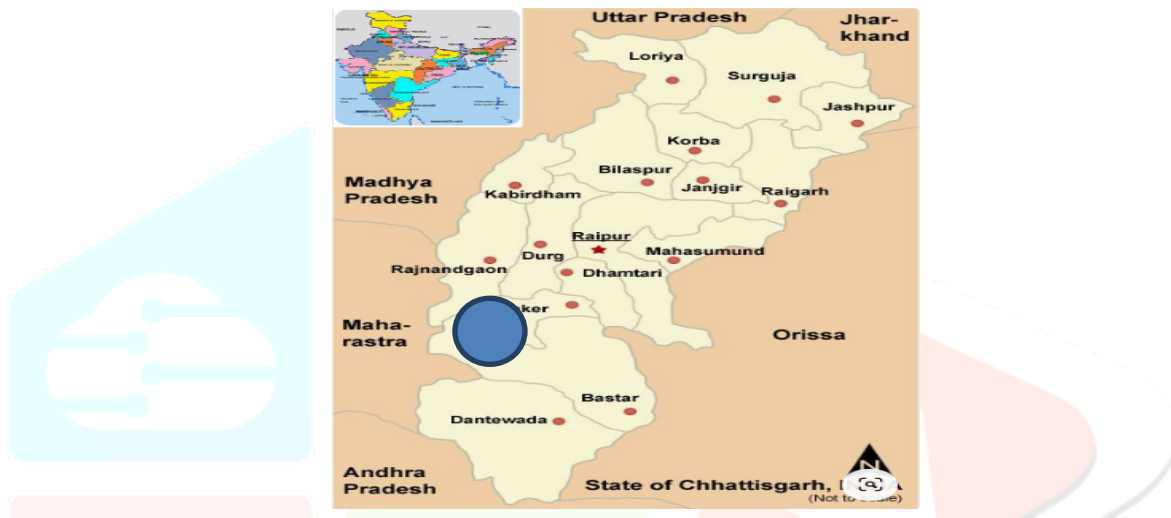 Uttar Pradesh
Jhar-
khand
Loriya
Surguja
Jashpur
Korba
Bilaspur
Janjgir
Raigarh
Madhya
Pradesh
Kabirdham
Raipur
Durg
Mahasumund
Rajnandgaon
Dhamtari
ker
Maha-
rastra
Orissa
Bastar
Dantewada
Andhra
Pradesh
N
State of Chhattisgarh,
(Not to